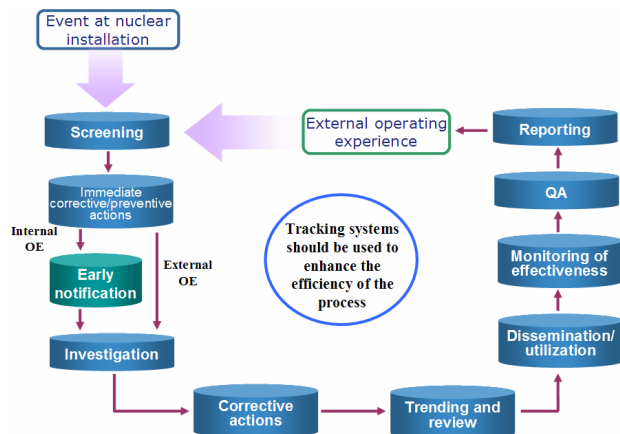 Event at nuclear
installation
Screening
External operating
experience
Reporting
Immediate
corrective/preventive
actions
QA
Internal
OE
Tracking systems
should be used to
enhance the
efficiency of the
process
External
OE
Early
notification
Monitoring of
effectiveness
Investigation
Dissemination/
utilization
Corrective
actions
Trending and
review